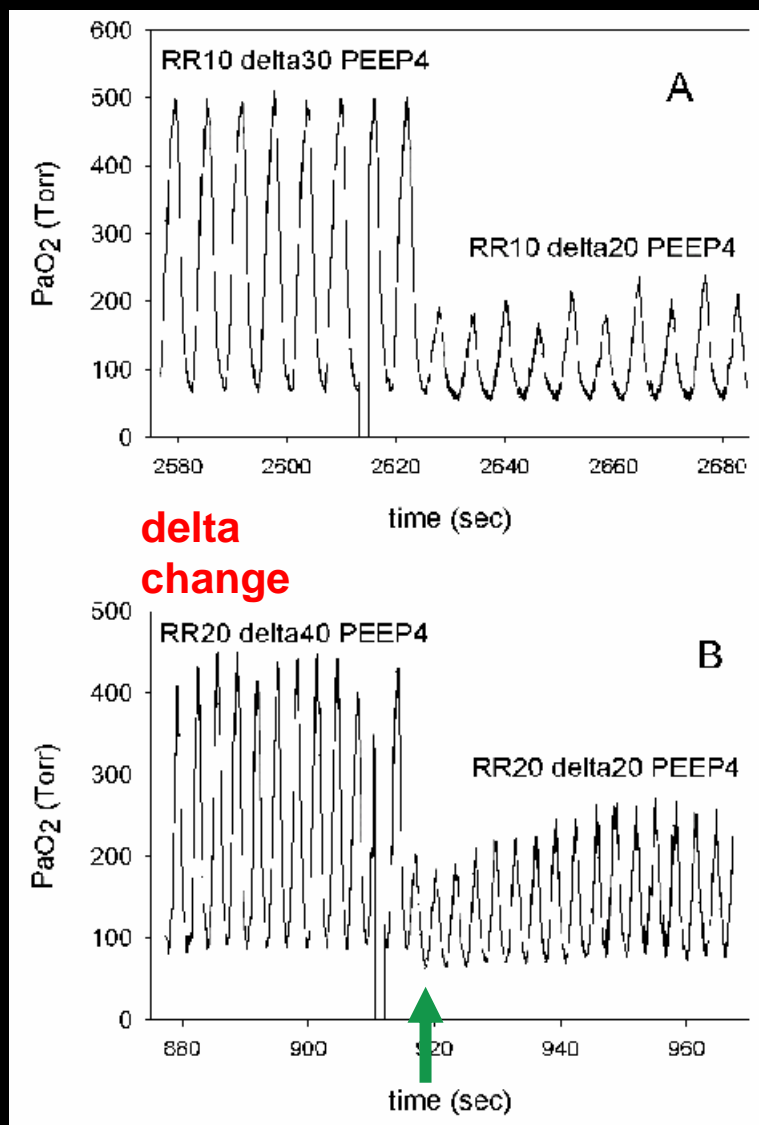 600
RR10 delta30 PEEP4
A
500
400
PaO2 (Torr)
300
RR10 delta20 PEEP4
200
100
0
2580 2600 2620 2640 2660 2680
time (sec)
delta
change
500
RR20 delta40 PEEP4
B
400
PaO2 (Torr)
300
RR20 delta20 PEEP4
200
100
0
880 900 920 940 960
time (sec)